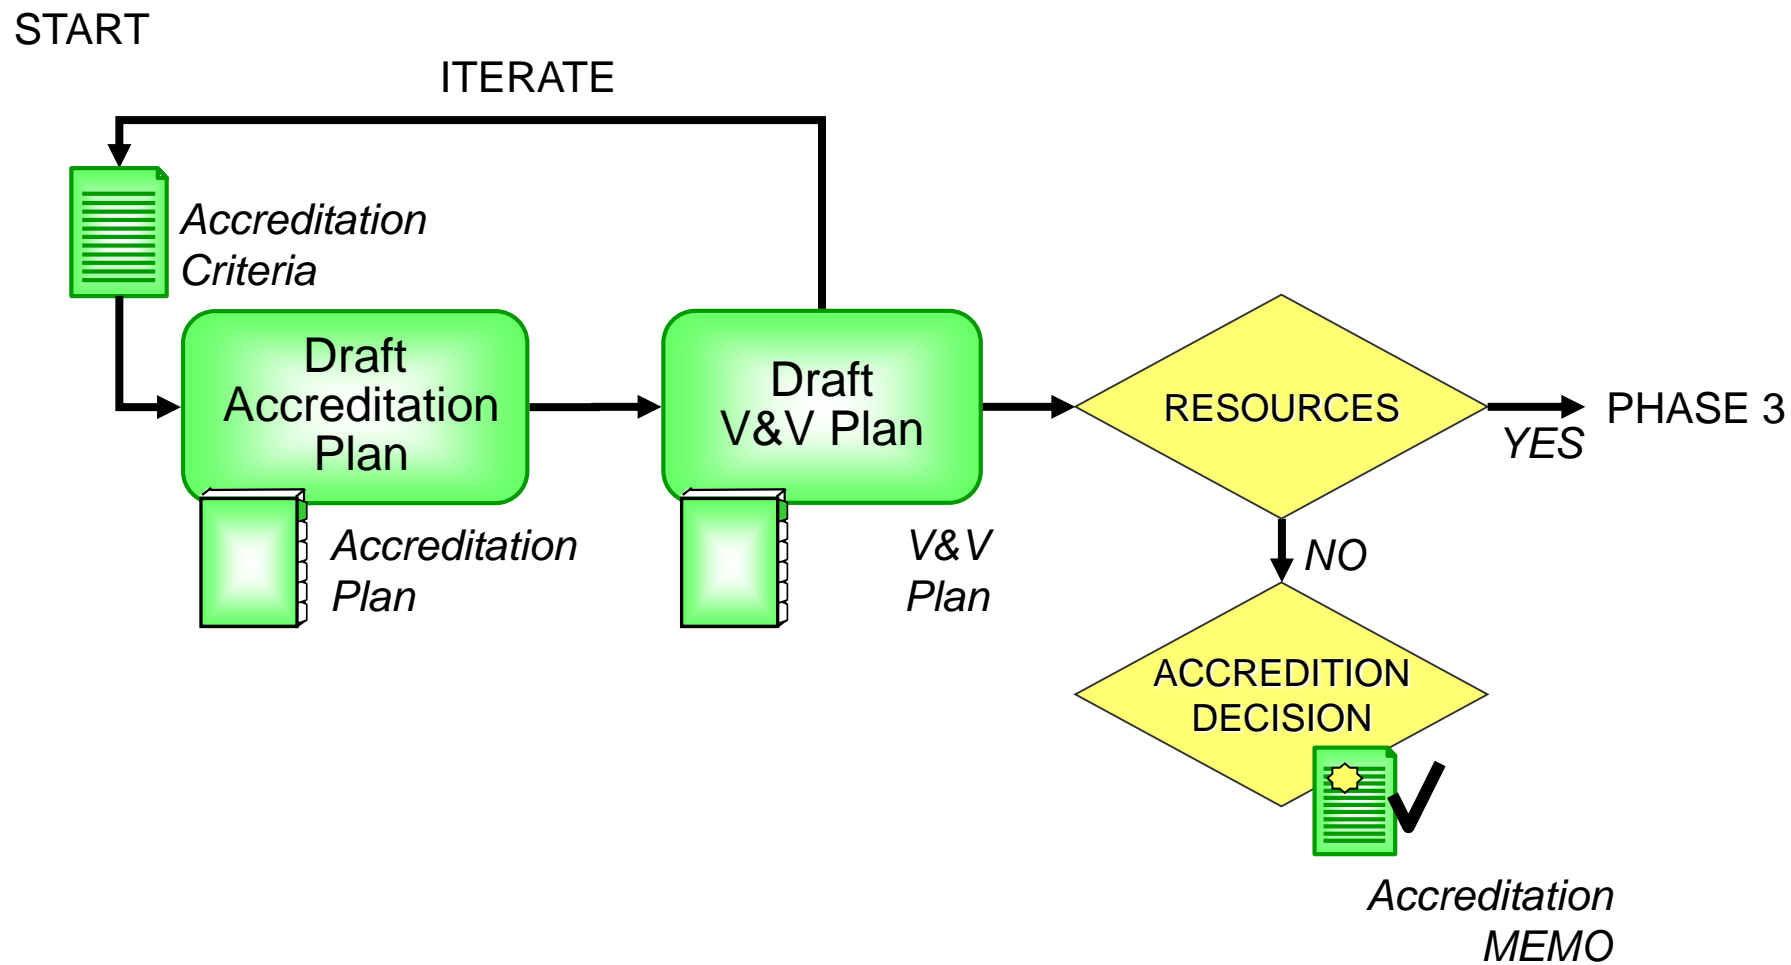 START
ITERATE
Accreditation
Criteria
Draft
Accreditation
Plan
Accreditation
Plan
Draft
V&V Plan
V&V
Plan
RESOURCES
YES
PHASE 3
NO
ACCREDITION
DECISION
Accreditation
MEMO